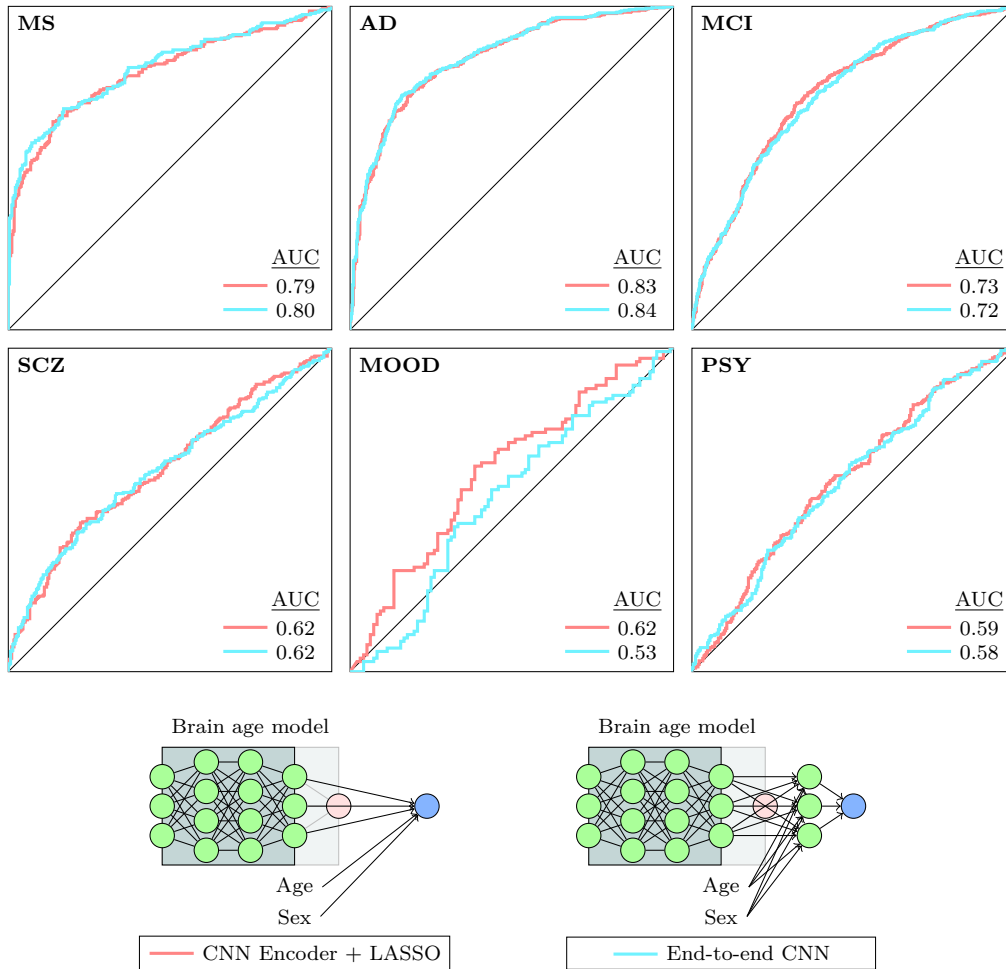 MS
AUC
0.79
0.80
AD
AUC
0.83
0.84
MCI
AUC
0.73
0.72
SCZ
AUC
0.62
0.62
MOOD
AUC
0.62
0.53
PSY
AUC
0.59
0.58
Brain age model
Age
Sex
CNN Encoder + LASSO
Brain age model
Age
Sex
End-to-end CNN